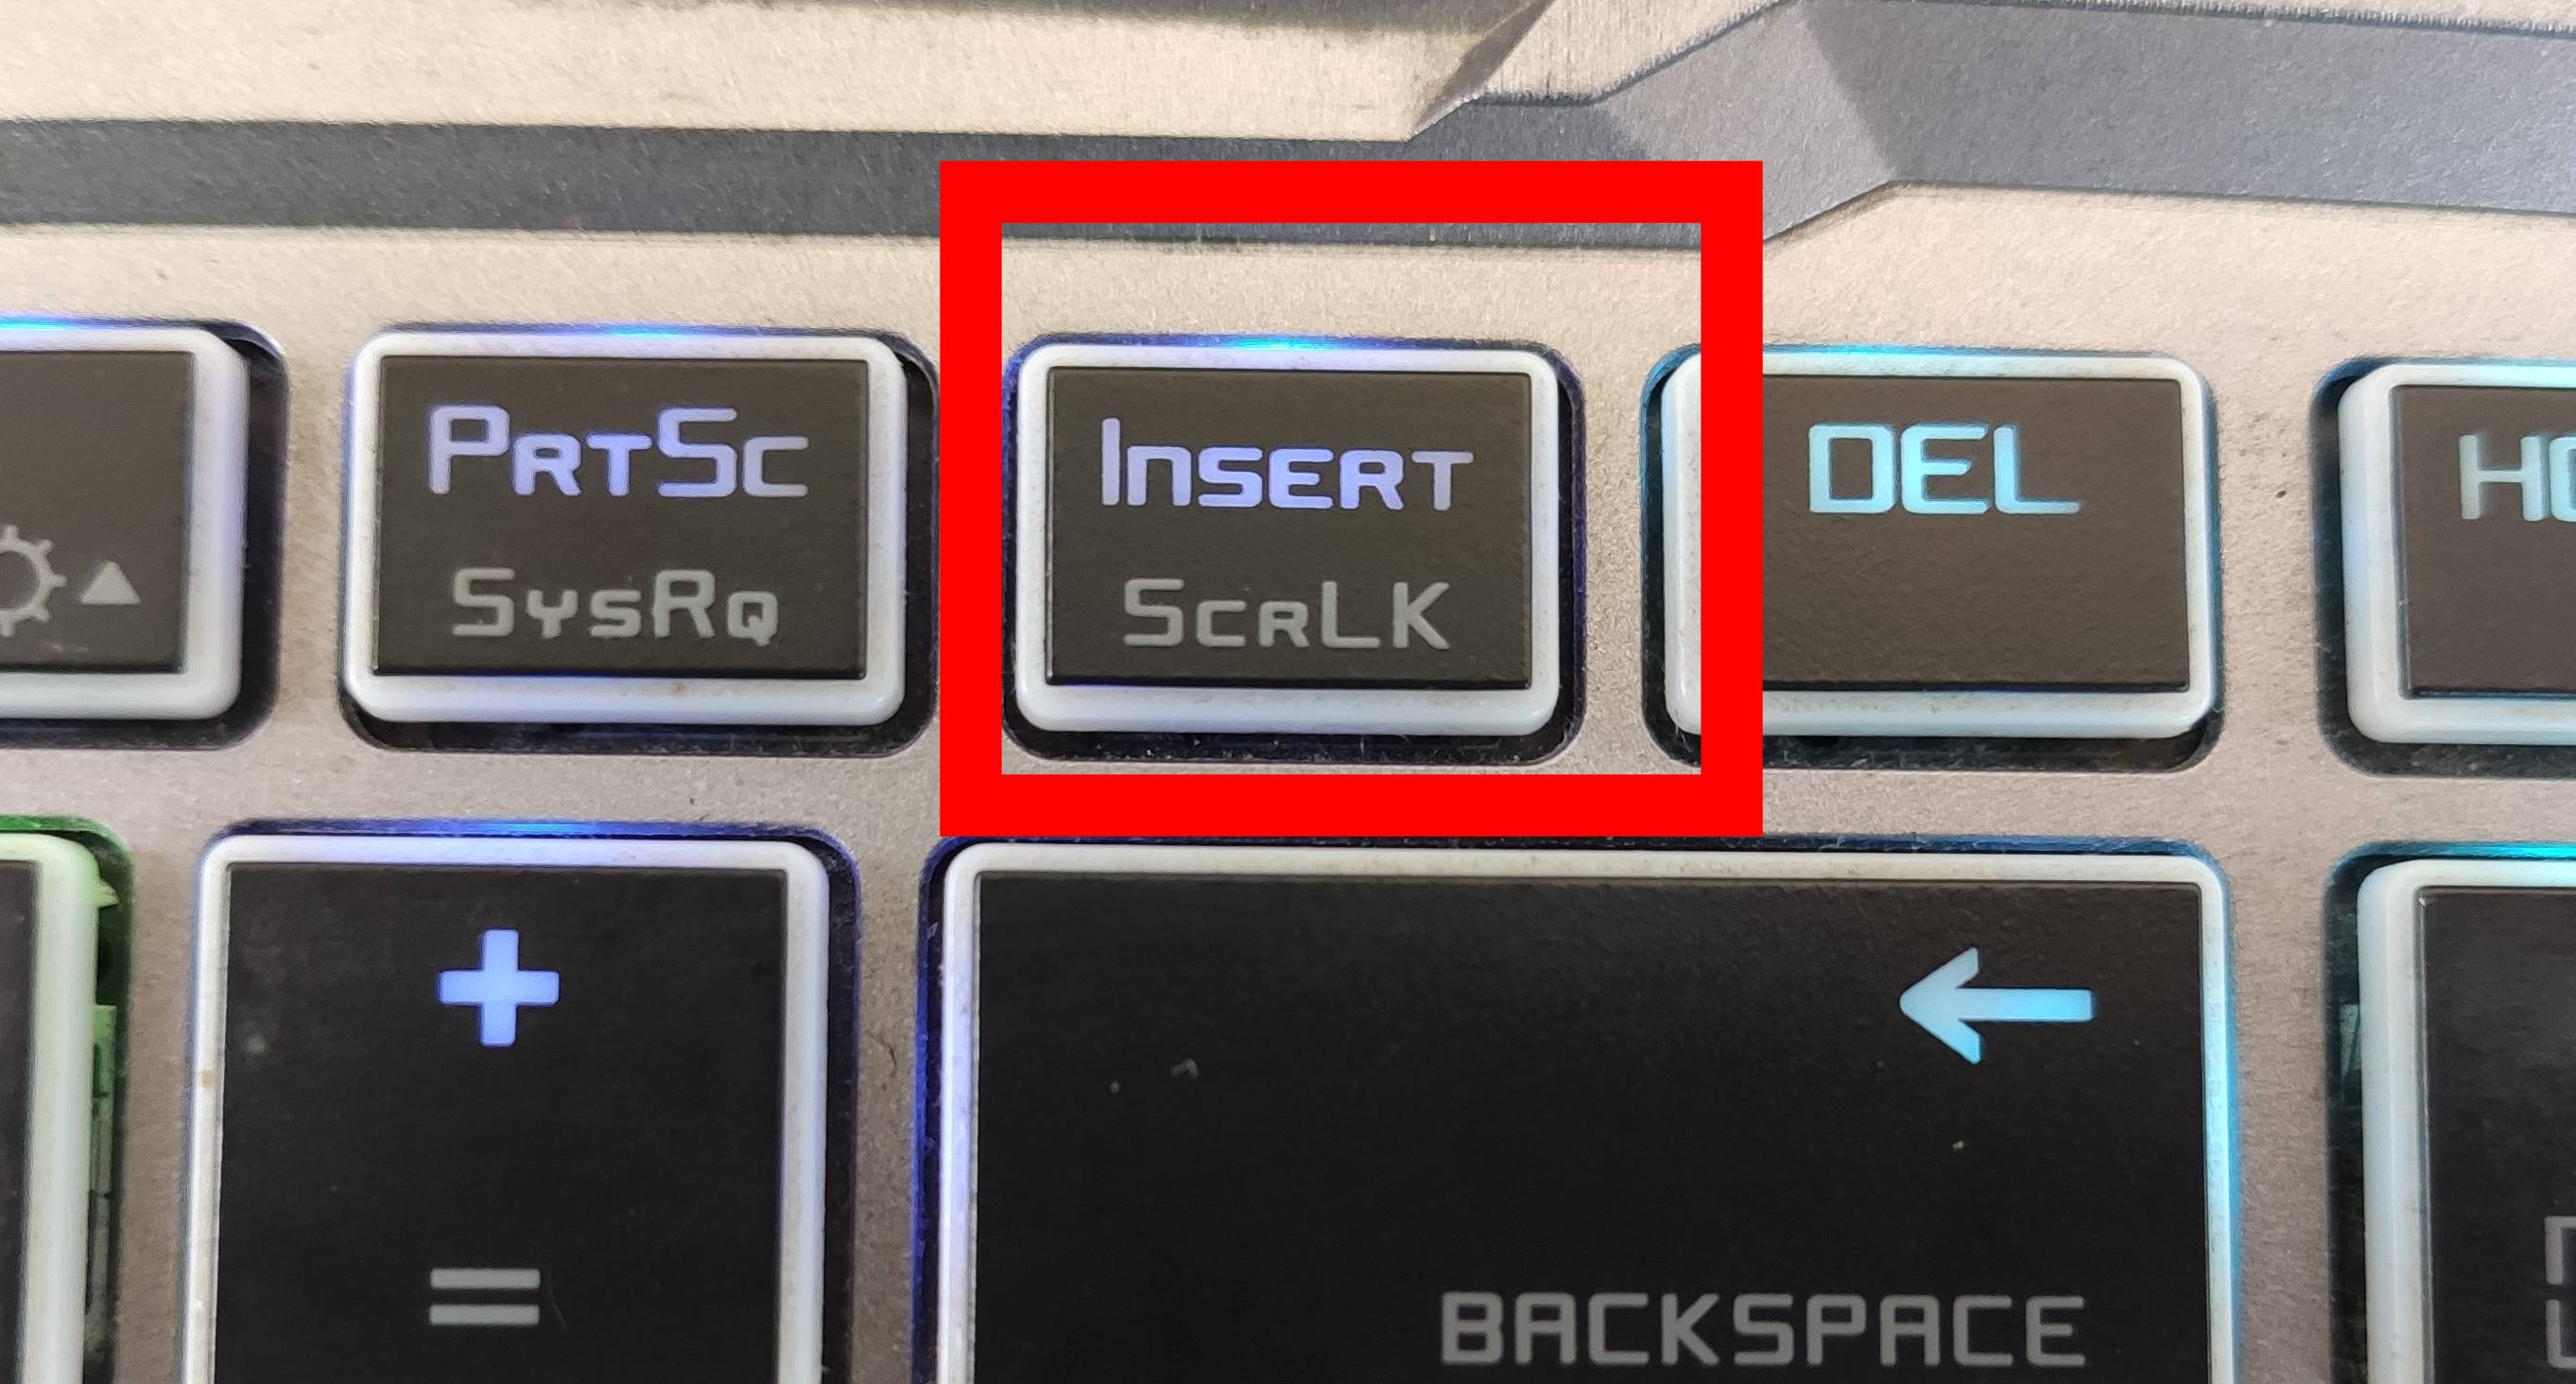 PrtSc
SysRq
Insert
ScrLK
DEL
+
=
←
BACKSPACE